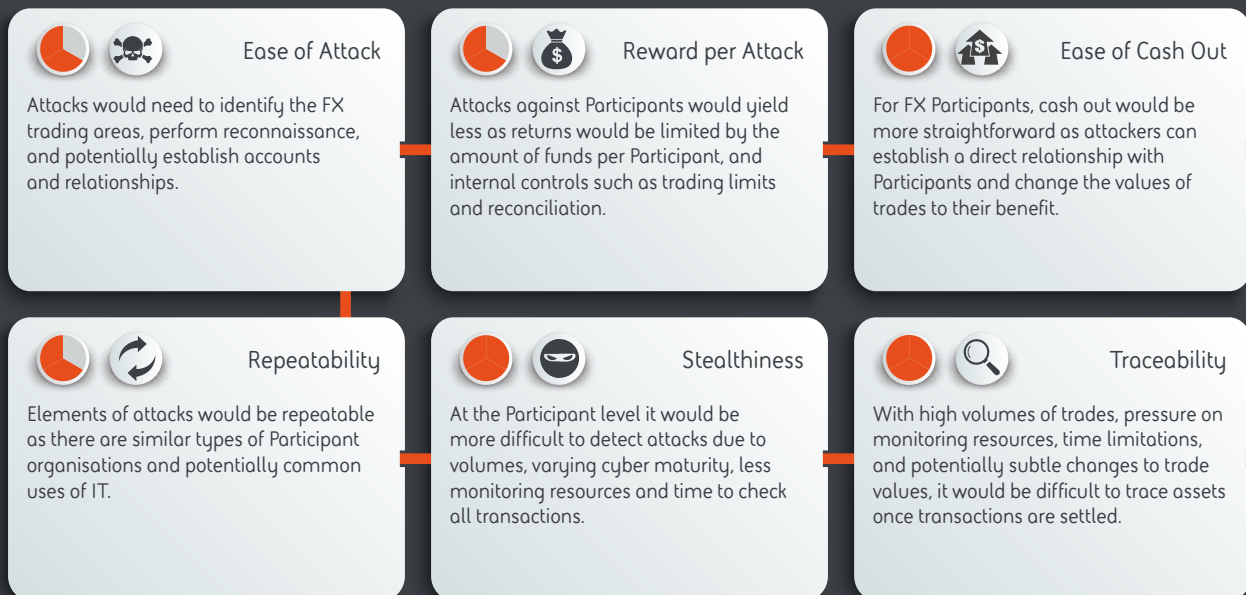 Ease of Attack
Attacks would need to identify the FX
trading areas, perform reconnaissance,
and potentially establish accounts
and relationships.
$
Reward per Attack
Attacks against Participants would yield
less as returns would be limited by the
amount of funds per Participant, and
internal controls such as trading limits
and reconciliation.
$
Ease of Cash Out
For FX Participants, cash out would be
more straightforward as attackers can
establish a direct relationship with
Participants and change the values of
trades to their benefit.
Repeatability
Elements of attacks would be repeatable
as there are similar types of Participant
organisations and potentially common
uses of IT.
Stealthiness
At the Participant level it would be
more difficult to detect attacks due to
volumes, varying cyber maturity, less
monitoring resources and time to check
all transactions.
Traceability
With high volumes of trades, pressure on
monitoring resources, time limitations,
and potentially subtle changes to trade
values, it would be difficult to trace assets
once transactions are settled.